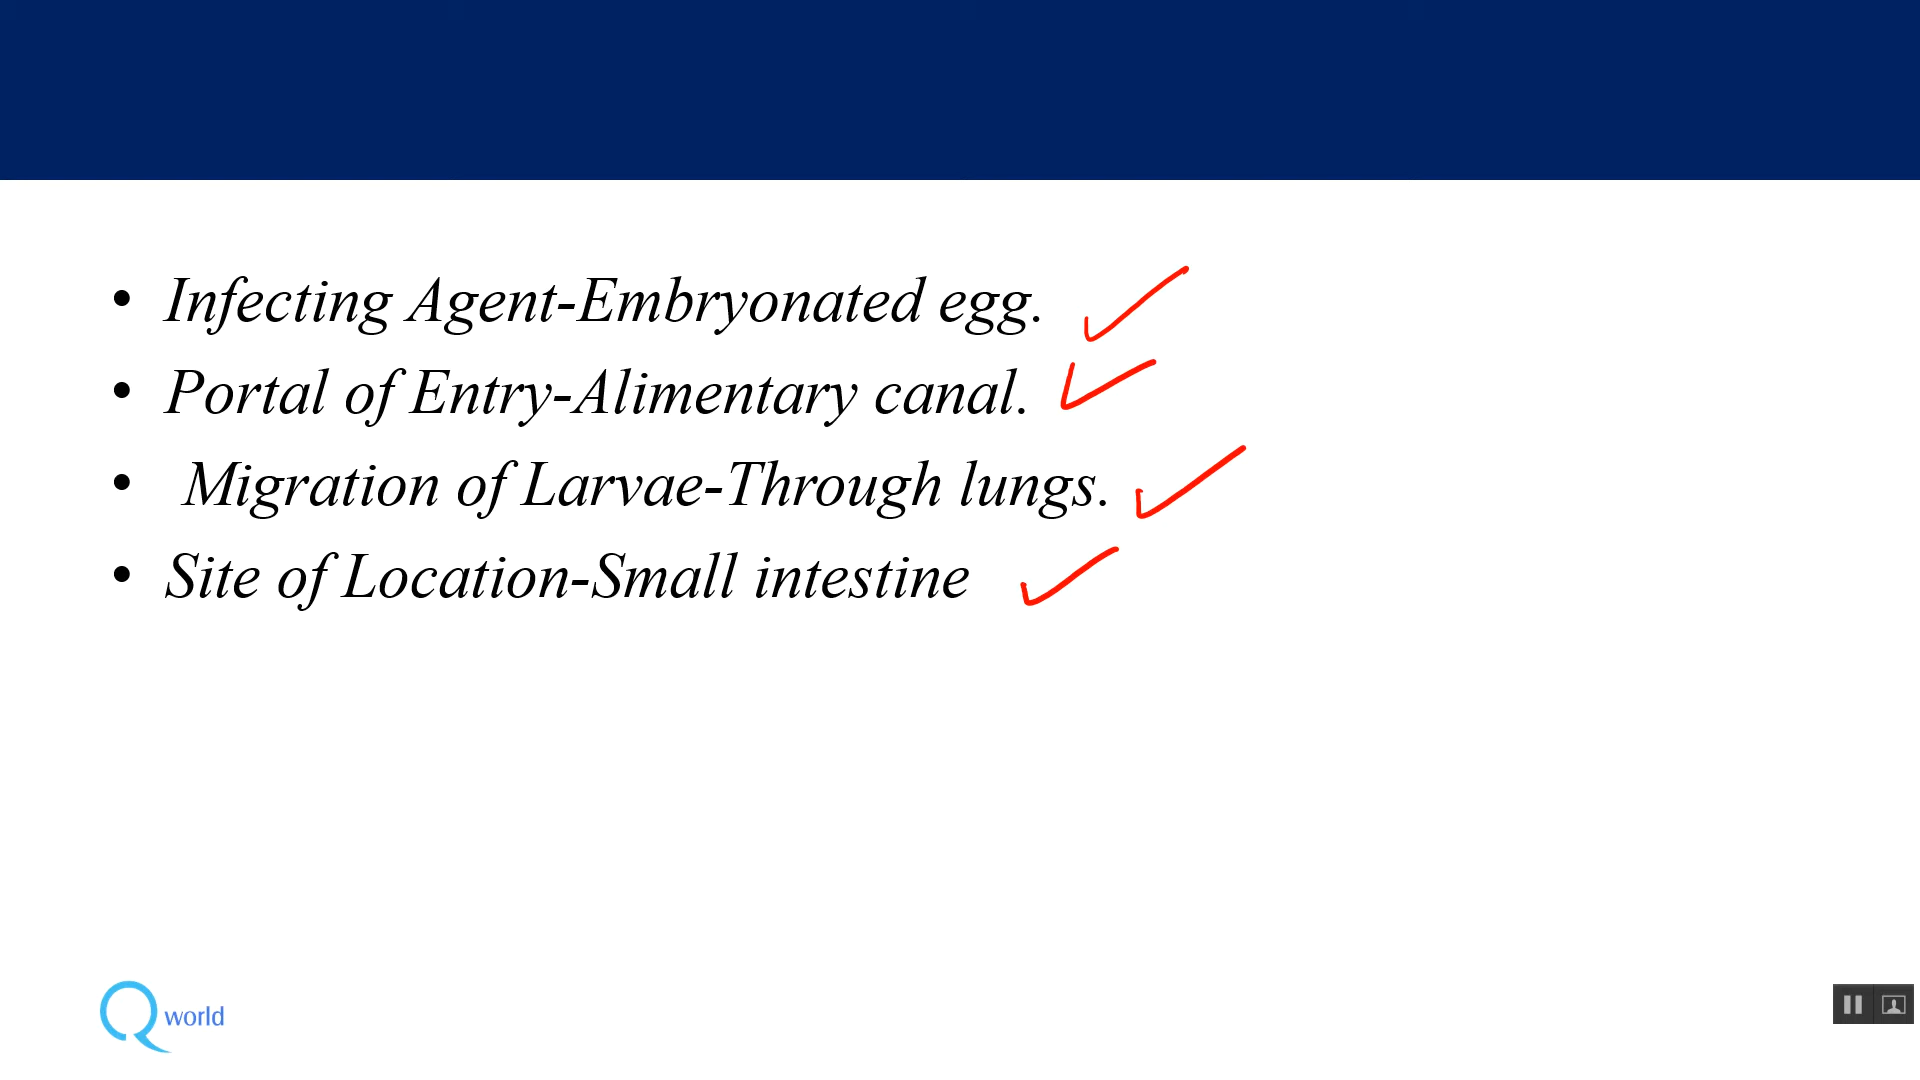 • Infecting Agent-Embryonated egg.
• Portal of Entry-Alimentary canal.
• Migration of Larvae-Through lungs.
• Site of Location-Small intestine
Q world